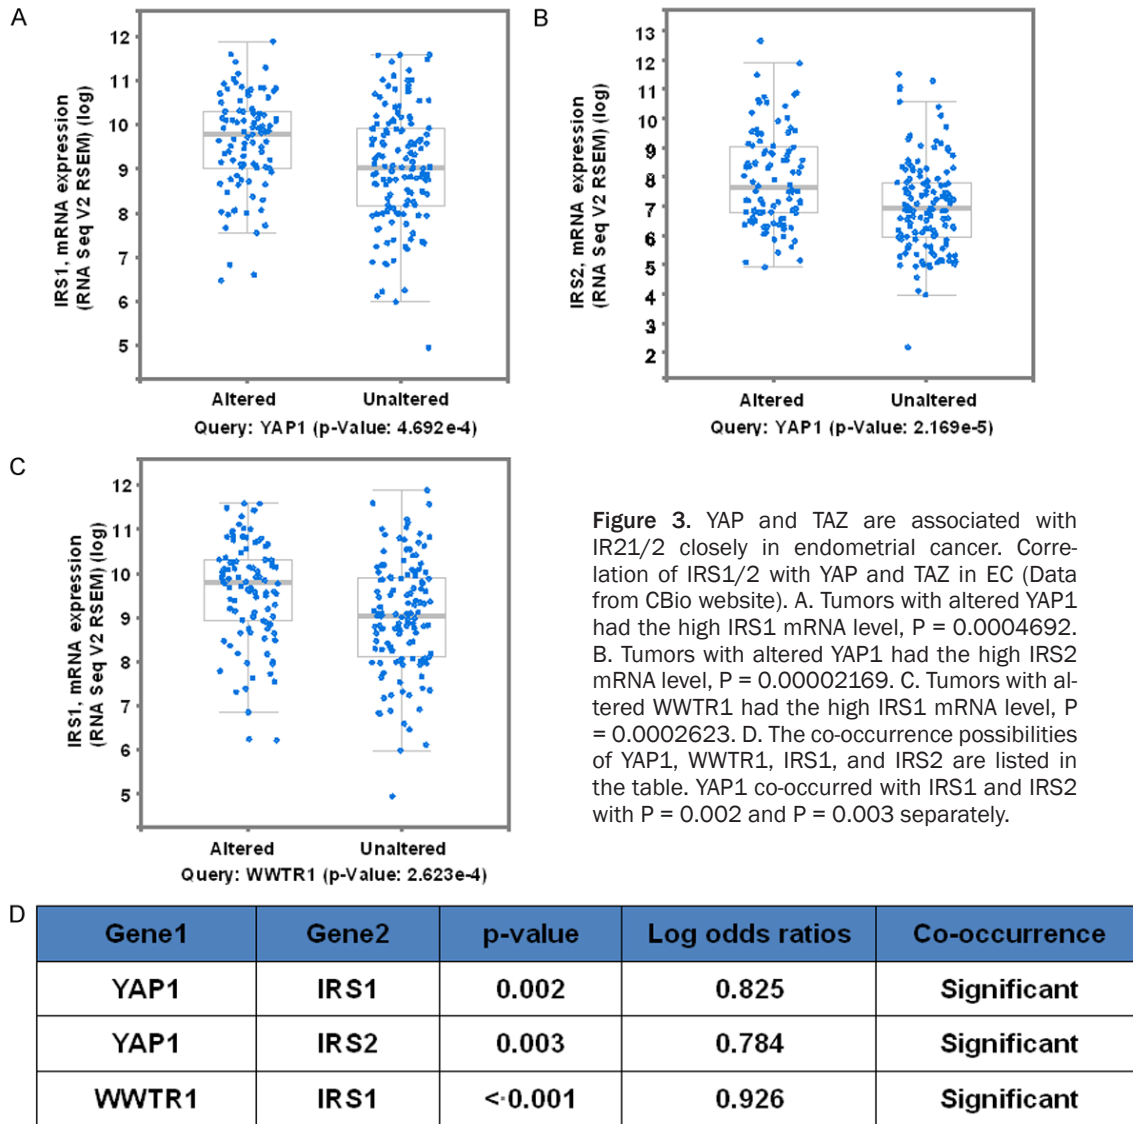 A
12
11
10
9
8
7
6
5
IRS1, mRNA expression
(RNA Seq V2 RSEM) (log)
Altered Unaltered
Query: YAP1 (p-Value: 4.692e-4)
B
13
12
11
10
9
8
7
6
5
4
3
2
IRS2, mRNA expression
(RNA Seq V2 RSEM) (log)
Altered Unaltered
Query: YAP1 (p-Value: 2.169e-5)
C
12
11
10
9
8
7
6
5
IRS1, mRNA expression
(RNA Seq V2 RSEM) (log)
Altered Unaltered
Query: WWTR1 (p-Value: 2.623e-4)
Figure 3. YAP and TAZ are associated with
IR21/2 closely in endometrial cancer. Corre-
lation of IRS1/2 with YAP and TAZ in EC (Data
from CBio website). A. Tumors with altered YAP1
had the high IRS1 mRNA level, P = 0.0004692.
B. Tumors with altered YAP1 had the high IRS2
mRNA level, P = 0.00002169. C. Tumors with al-
tered WWTR1 had the high IRS1 mRNA level, P
= 0.0002623. D. The co-occurrence possibilities
of YAP1, WWTR1, IRS1, and IRS2 are listed in
the table. YAP1 co-occurred with IRS1 and IRS2
with P = 0.002 and P = 0.003 separately.
D
Gene1 Gene2 p-value Log odds ratios Co-occurrence
YAP1 IRS1 0.002 0.825 Significant
YAP1 IRS2 0.003 0.784 Significant
WWTR1 IRS1 <·0.001 0.926 Significant